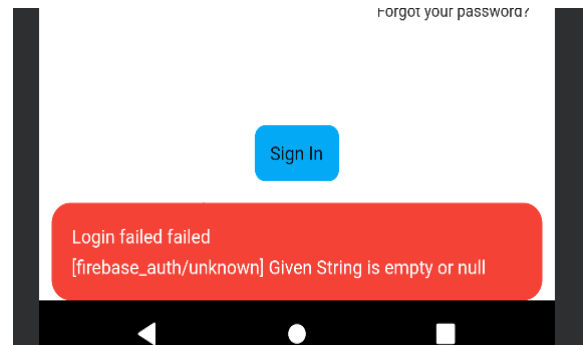 Forgot your password?
Sign In
Login failed failed
[firebase_auth/unknown] Given String is empty or null